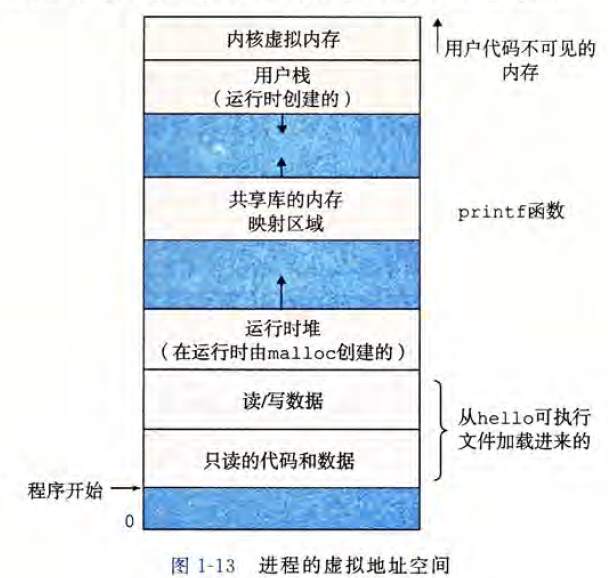 内核虚拟内存
用户代码不可见的
内存
用户栈
（运行时创建的）
共享库的内存
映射区域
printf函数
运行时堆
（在运行时由malloc创建的）
读/写数据
从hello可执行
文件加载进来的
只读的代码和数据
程序开始
0
图 1-13 进程的虚拟地址空间